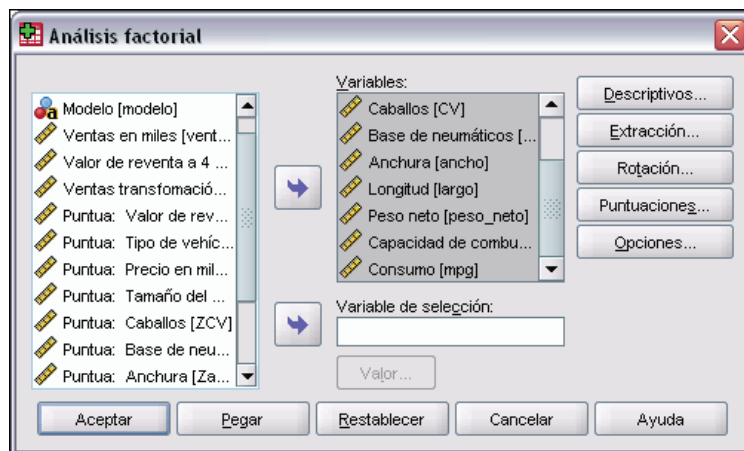 Análisis factorial
Modelo [modelo]
Ventas en miles [vent...
Valor de reventa a 4 ...
Ventas transfomació...
Puntua: Valor de rev...
Puntua: Tipo de vehíc...
Puntua: Precio en mil...
Puntua: Tamaño del ...
Puntua: Caballos [ZCV]
Puntua: Base de neu...
Puntua: Anchura [Za...
Variables:
Caballos [CV]
Base de neumáticos [...
Anchura [ancho]
Longitud [largo]
Peso neto [peso_neto]
Capacidad de combu...
Consumo [mpg]
Variable de selección:
Valor...
Descriptivos...
Extracción...
Rotación...
Puntuaciones...
Opciones...
Aceptar
Pegar
Restablecer
Cancelar
Ayuda